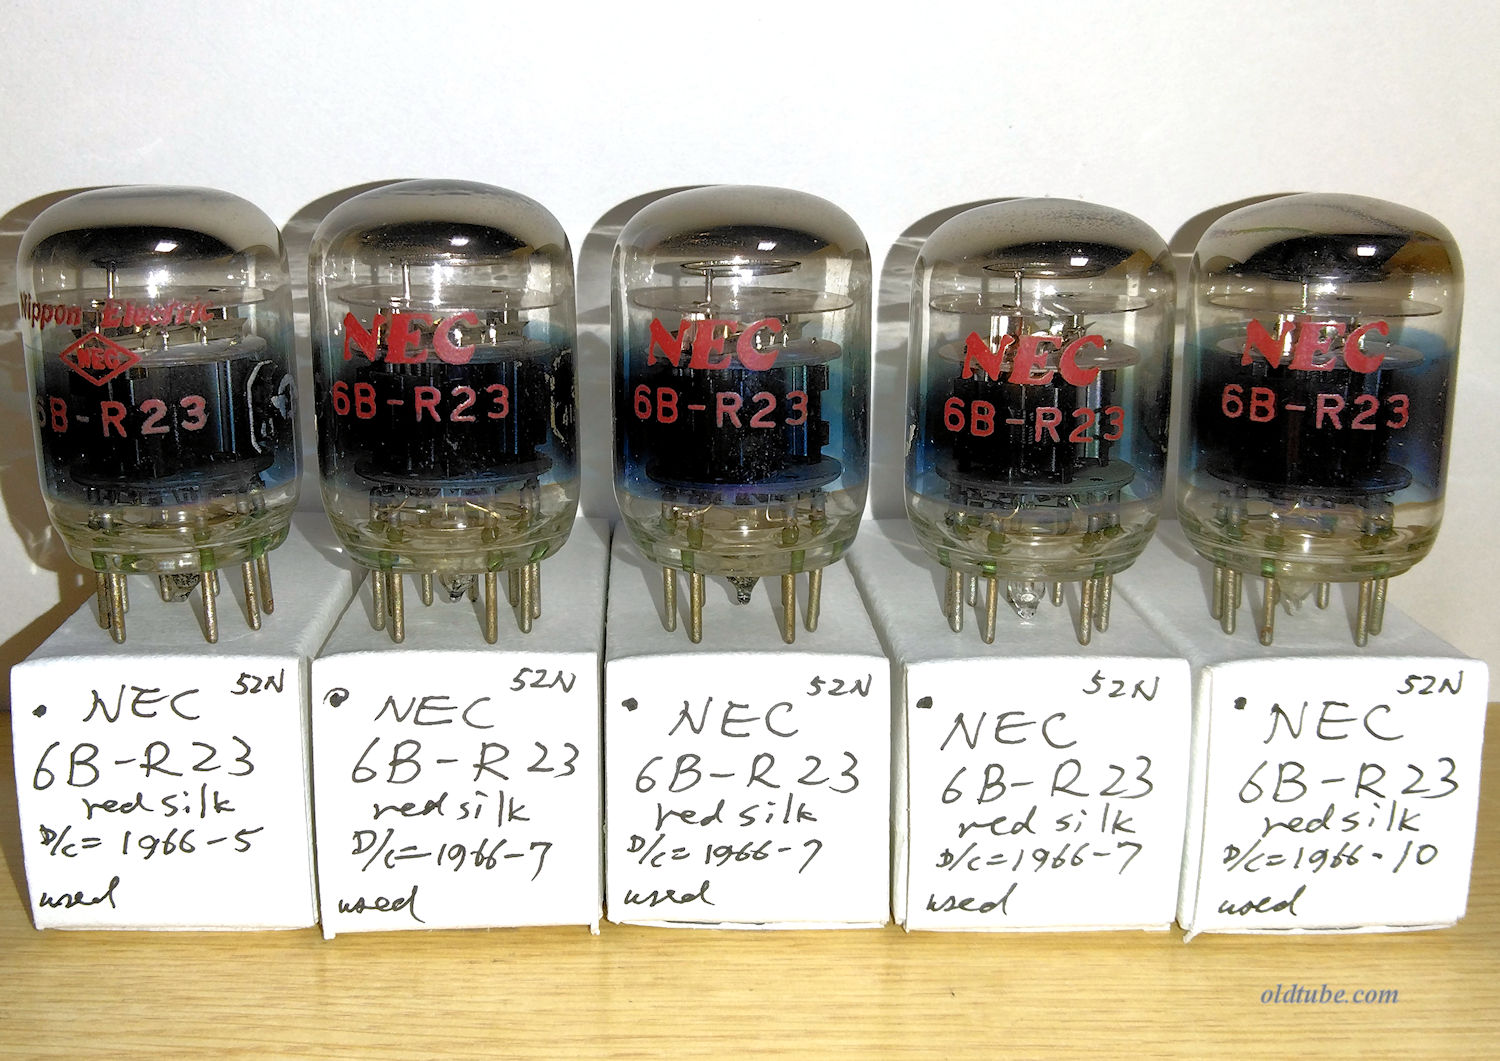 Nippon Electric
NEC
6B-R23
NEC
6B-R23
NEC
6B-R23
NEC
6B-R23
NEC
6B-R23
52N
• NEC
6B-R23
red silk
D/C= 1966-5
used
52N
• NEC
6B-R23
red silk
D/C=1966-7
used
52N
• NEC
6B-R23
red silk
D/C= 1966-7
used
52N
• NEC
6B-R23
red silk
D/C=1966-7
used
52N
• NEC
6B-R23
red silk
D/C=1966-10
used
oldtube.com